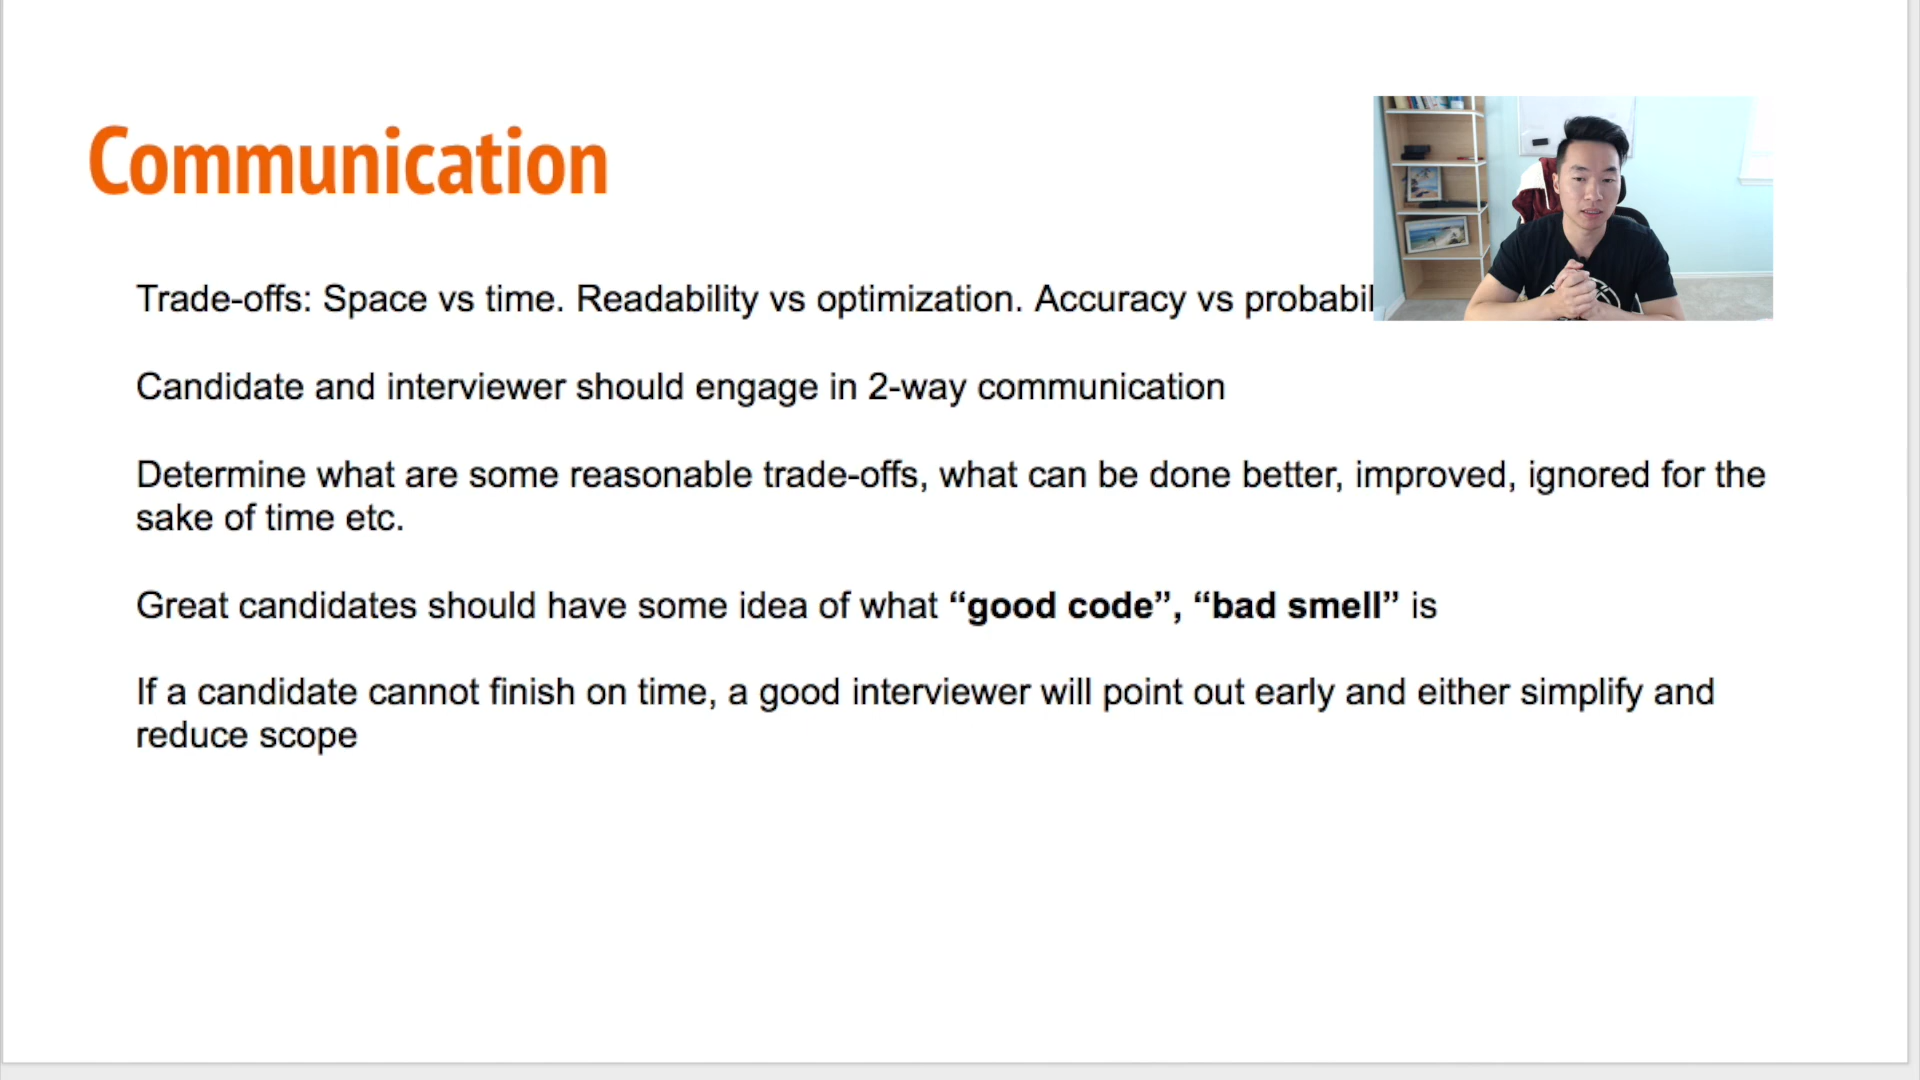 Communication
Trade-offs: Space vs time. Readability vs optimization. Accuracy vs
Candidate and interviewer should engage in 2-way communication
Determine what are some reasonable trade-offs, what can be done better, improved, ignored for the
sake of time etc.
Great candidates should have some idea of what “good code”, “bad smell” is
If a candidate cannot finish on time, a good interviewer will point out early and either simplify and
reduce scope